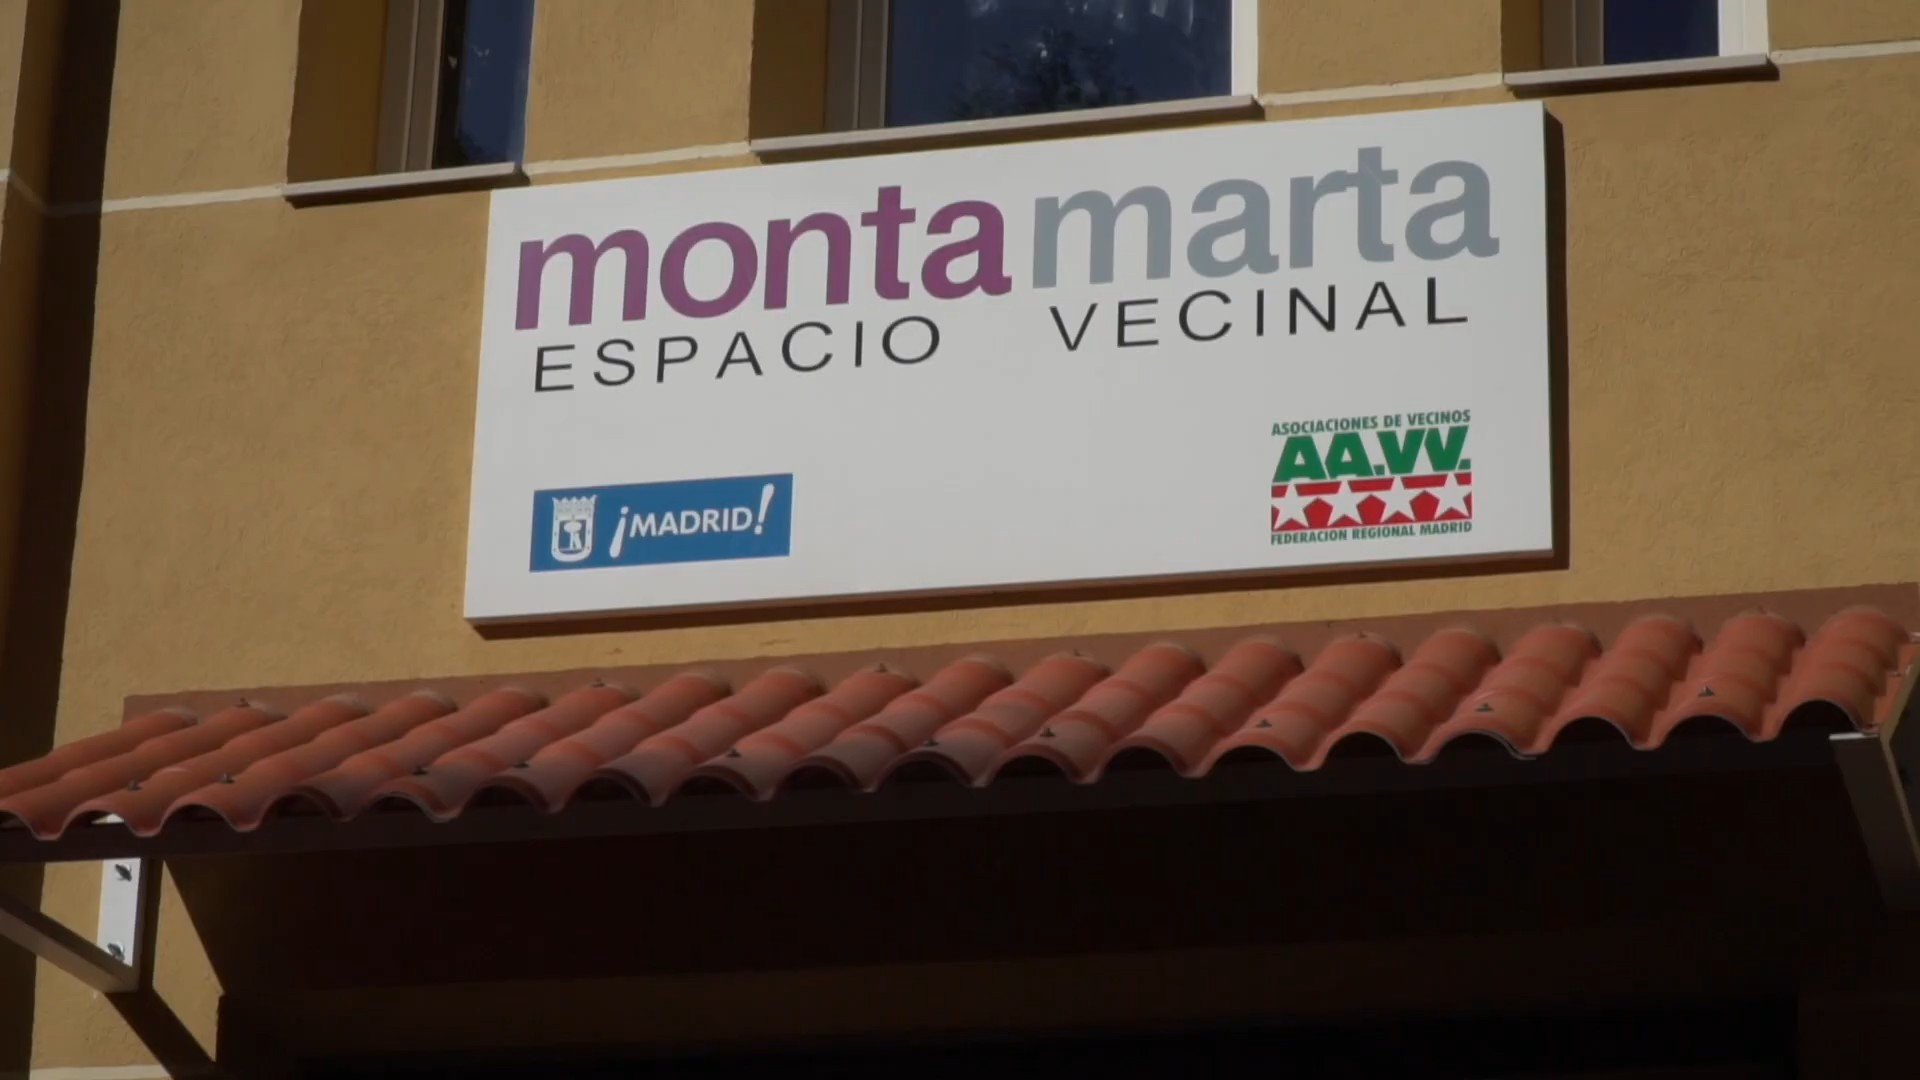 montamarta
ESPACIO VECINAL
¡MADRID!
ASOCIACIONES DE VECINOS
AA.VV.
FEDERACION REGIONAL MADRID